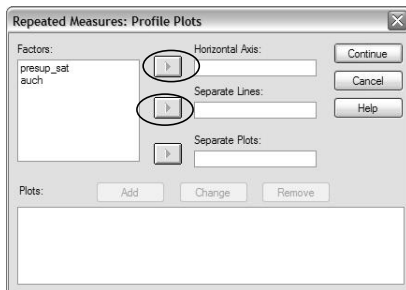 Repeated Measures: Profile Plots
Factors:
presup_sat
auch
Horizontal Axis:
Separate Lines:
Separate Plots:
Continue
Cancel
Help
Plots:
Add
Change
Remove